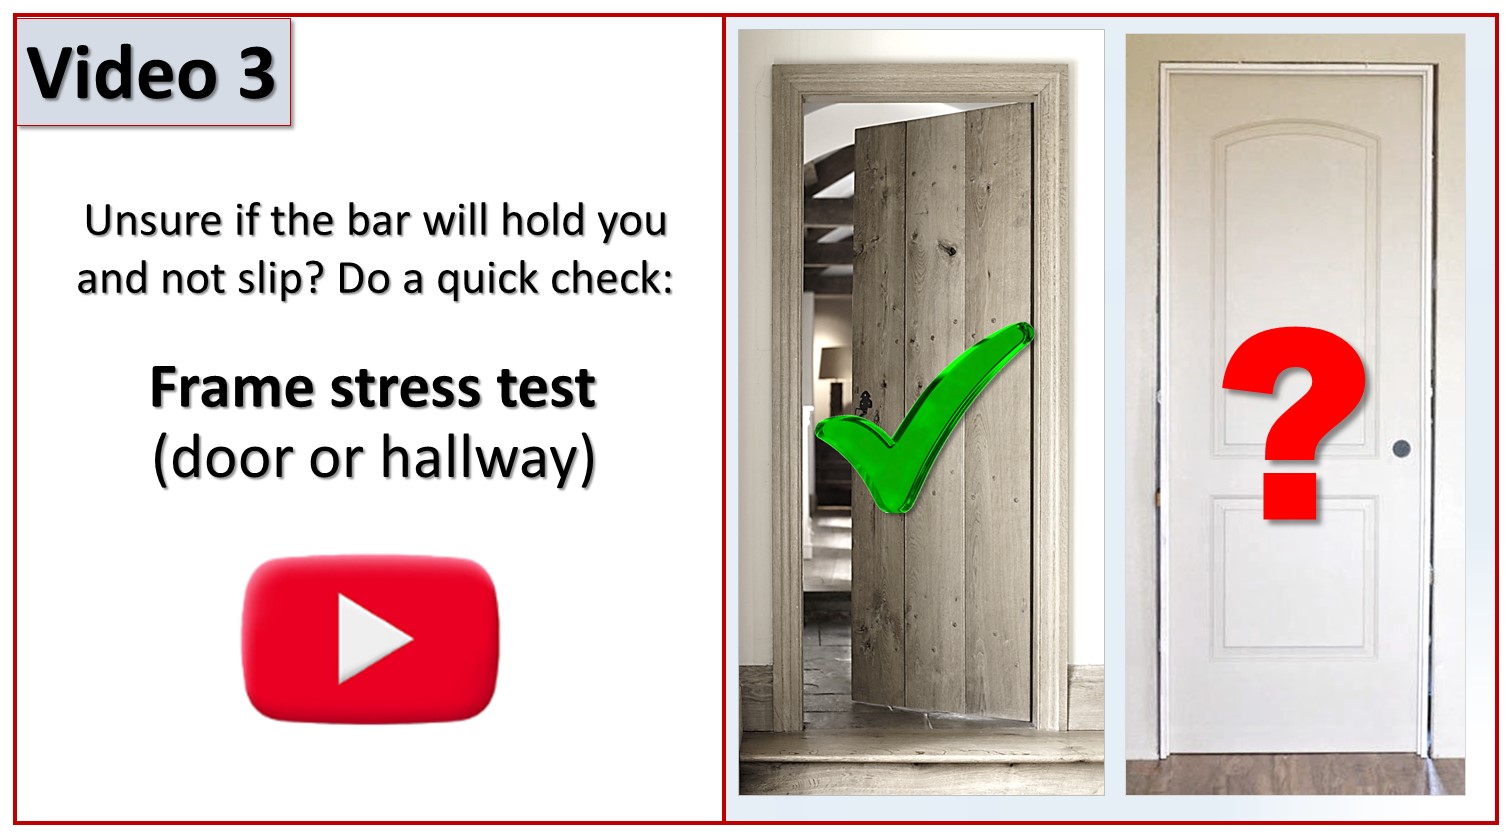 Video 3
Unsure if the bar will hold you
and not slip? Do a quick check:
Frame stress test
(door or hallway)
?